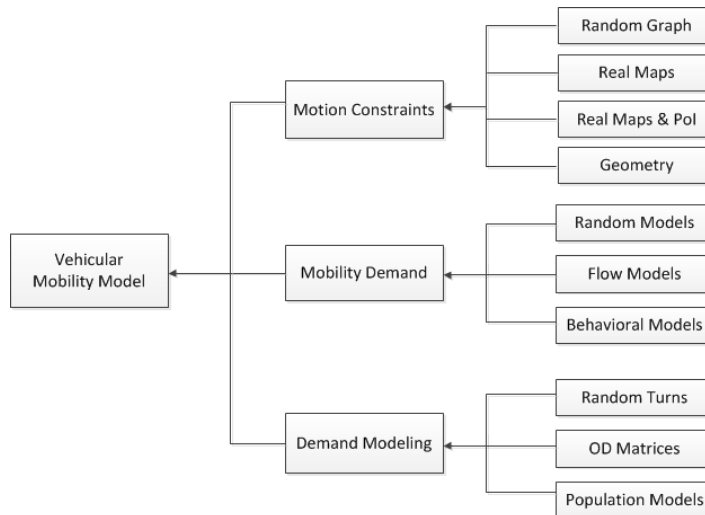 Random Graph
Real Maps
Motion Constraints
Real Maps & PoI
Geometry
Random Models
Vehicular
Mobility Model
Mobility Demand
Flow Models
Behavioral Models
Random Turns
Demand Modeling
OD Matrices
Population Models